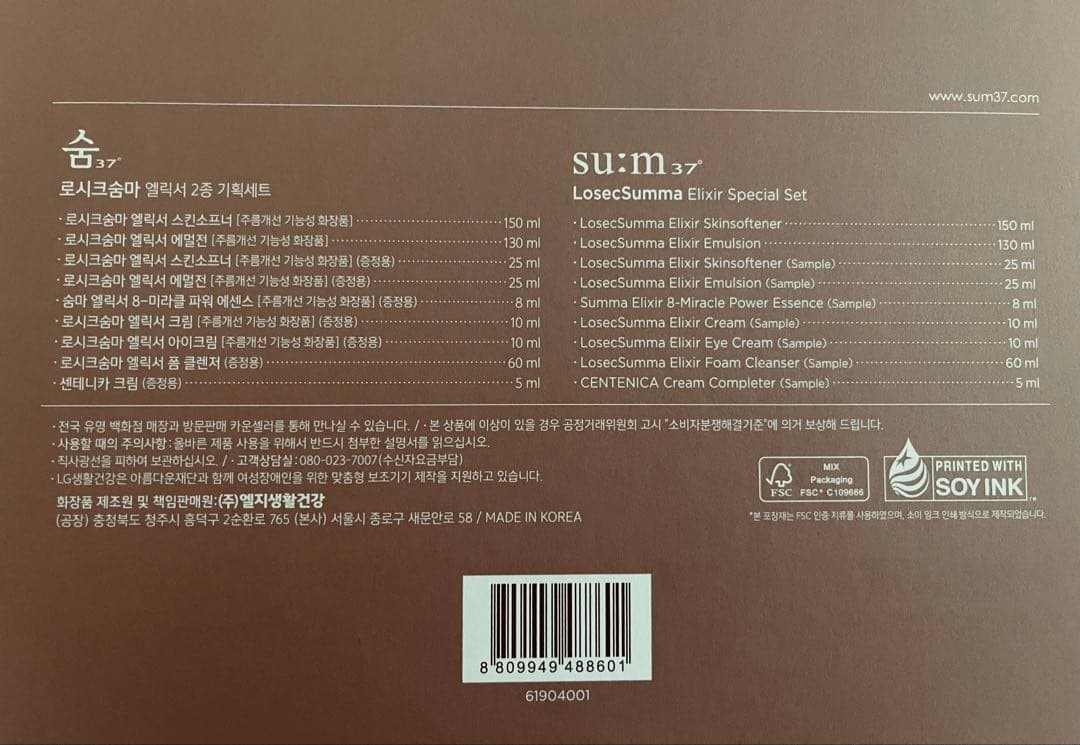 www.sum37.com
숨37°
로시크숨마 엘릭서 2종 기획세트
· 로시크숨마 엘릭서 스킨소프너 [주름개선 기능성 화장품] 150 ml
· 로시크숨마 엘릭서 에멀전 [주름개선 기능성 화장품] 130 ml
· 로시크숨마 엘릭서 스킨소프너 [주름개선 기능성 화장품] (증정용) 25 ml
· 로시크숨마 엘릭서 에멀전 [주름개선 기능성 화장품] (증정용) 25 ml
· 숨마 엘릭서 8-미라클 파워 에센스 [주름개선 기능성 화장품] (증정용) 8 ml
· 로시크숨마 엘릭서 크림 [주름개선 기능성 화장품] (증정용) 10 ml
· 로시크숨마 엘릭서 아이크림 [주름개선 기능성 화장품] (증정용) 10 ml
· 로시크숨마 엘릭서 폼 클렌저 (증정용) 60 ml
· 센테니카 크림 (증정용) 5 ml
su:m37°
LosecSumma Elixir Special Set
· LosecSumma Elixir Skinsoftener 150 ml
· LosecSumma Elixir Emulsion 130 ml
· LosecSumma Elixir Skinsoftener (Sample) 25 ml
· LosecSumma Elixir Emulsion (Sample) 25 ml
· Summa Elixir 8-Miracle Power Essence (Sample) 8 ml
· LosecSumma Elixir Cream (Sample) 10 ml
· LosecSumma Elixir Eye Cream (Sample) 10 ml
· LosecSumma Elixir Foam Cleanser (Sample) 60 ml
· CENTENICA Cream Completer (Sample) 5 ml
· 전국 유명 백화점 매장과 방문판매 카운셀러를 통해 만나실 수 있습니다. / · 본 상품에 이상이 있을 경우 공정거래위원회 고시 "소비자분쟁해결기준"에 의거 보상해 드립니다.
· 사용할 때의 주의사항 : 올바른 제품 사용을 위해서 반드시 첨부한 설명서를 읽으십시오.
· 직사광선을 피하여 보관하십시오. / · 고객상담실 : 080-023-7007 (수신자요금부담)
· LG생활건강은 아름다운재단과 함께 여성장애인을 위한 맞춤형 보조기기 제작을 지원하고 있습니다.
화장품 제조원 및 책임판매원 : (주)엘지생활건강
(공장) 충청북도 청주시 흥덕구 2순환로 765 (본사) 서울시 종로구 새문안로 58 / MADE IN KOREA
FSC
MIX
Packaging
FSC® C109666
PRINTED WITH
SOY INK™
*본 포장재는 FSC 인증 지류를 사용하였으며, 소이 잉크 인쇄 방식으로 제작되었습니다.
8 809949 488601
61904001